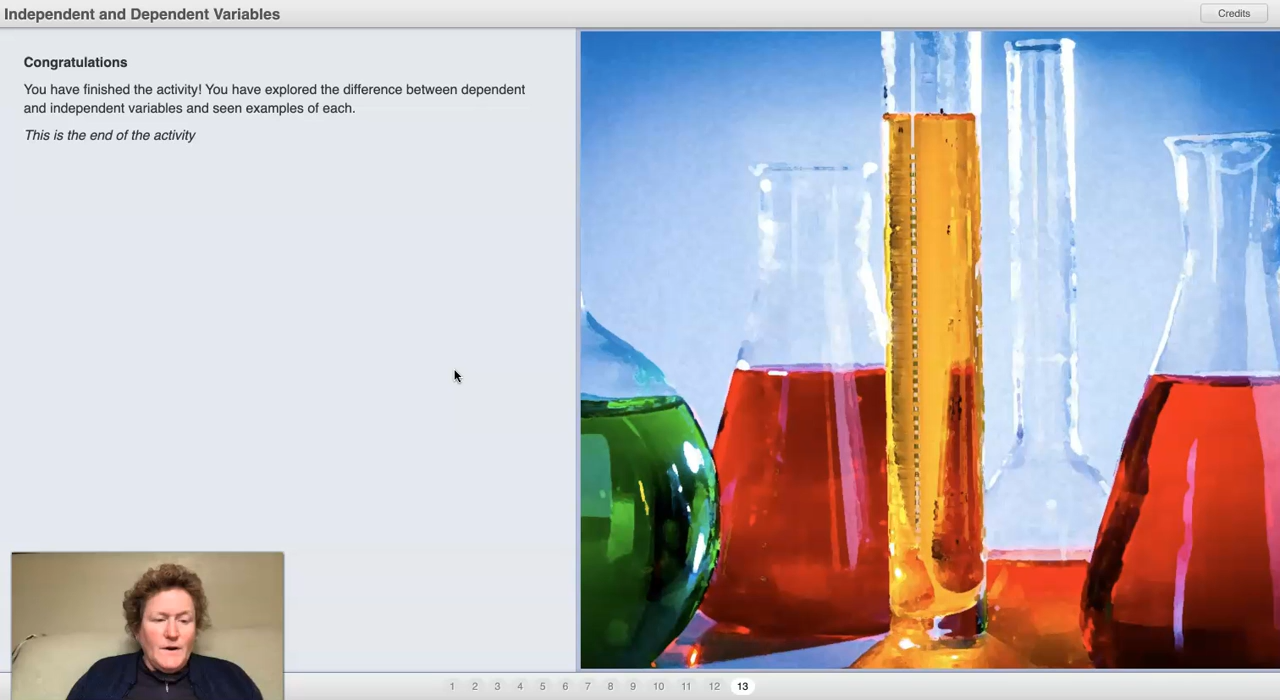 Independent and Dependent Variables
Credits
Congratulations
You have finished the activity! You have explored the difference between dependent
and independent variables and seen examples of each.
This is the end of the activity
1 2 3 4 5 6 7 8 9 10 11 12 13